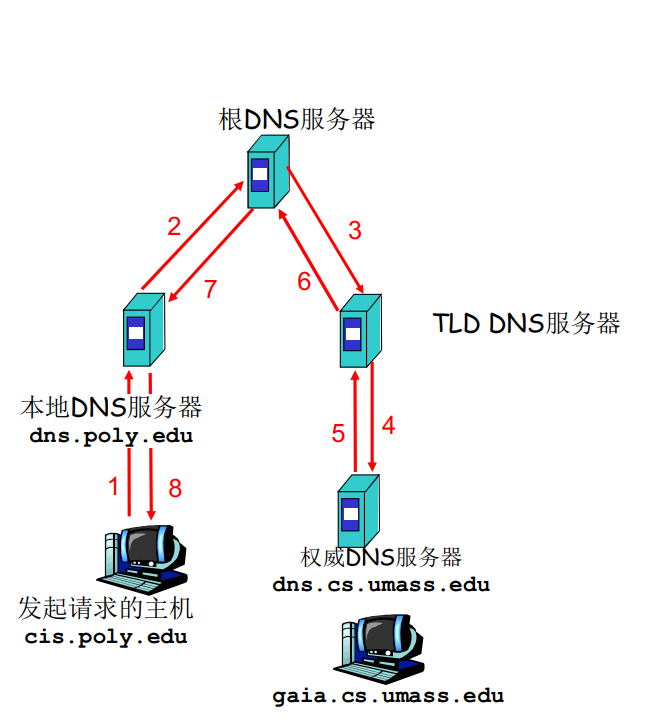 根DNS服务器
2
3
7
6
TLD DNS服务器
本地DNS服务器
dns.poly.edu
5
4
1
8
权威DNS服务器
dns.cs.umass.edu
发起请求的主机
cis.poly.edu
gaia.cs.umass.edu